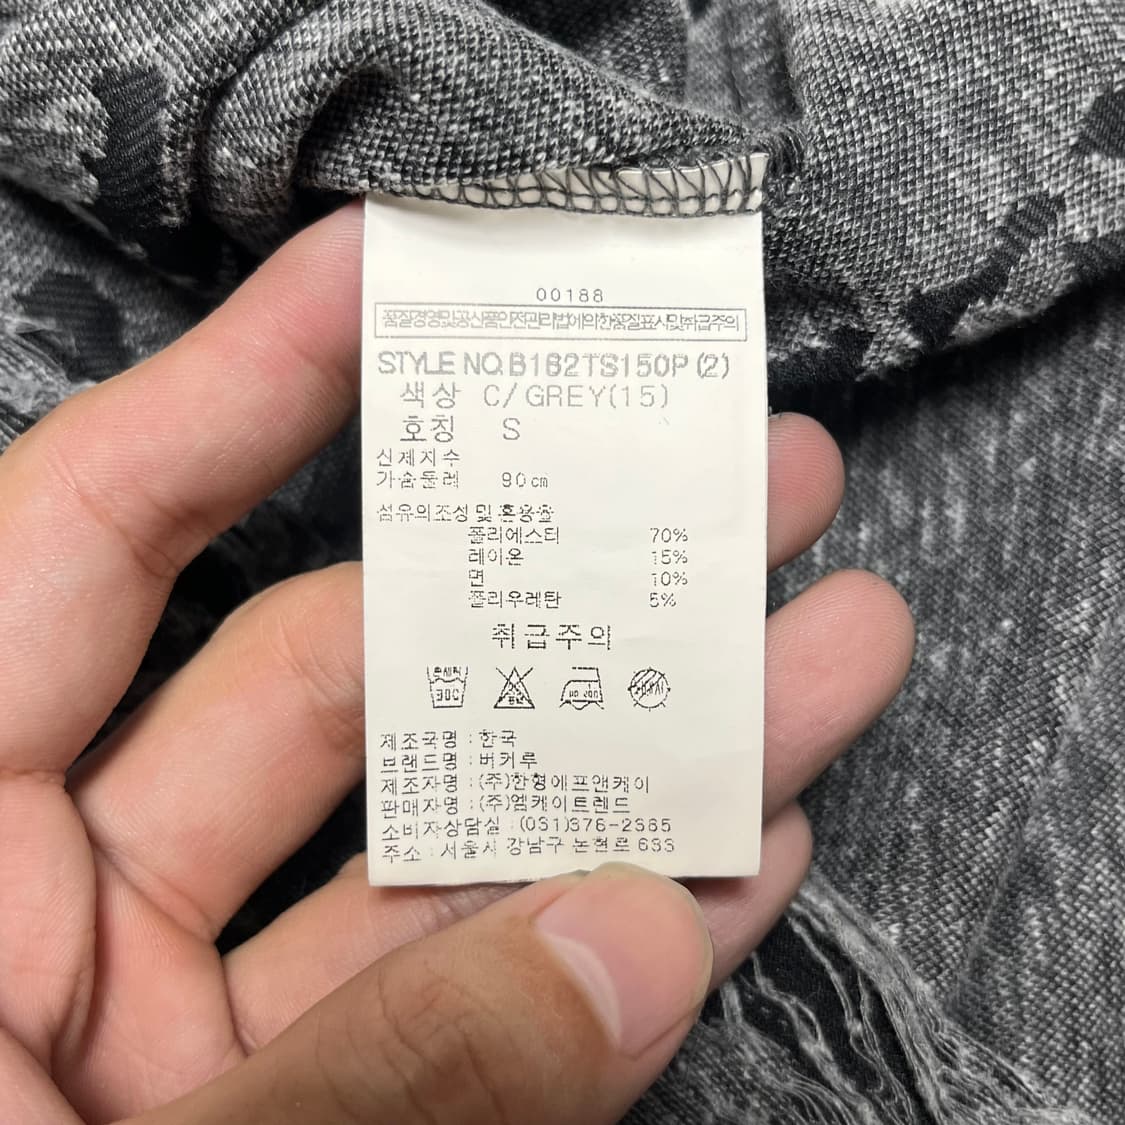 00188
품질경영및공산품안전관리법에의한품질표시및취급주의
STYLE NO.B162TS150P (2)
색상 C/GREY(15)
호칭 S
신체치수
가슴둘레 90cm
섬유의조성 및 혼용율
폴리에스터 70%
레이온 15%
면 10%
폴리우레탄 5%
취급주의
제조국명 : 한국
브랜드명 : 버커루
제조자명 : (주)한형에프앤케이
판매자명 : (주)엠케이트렌드
소비자상담실 : (031)376-2385
주소 : 서울시 강남구 논현로 633